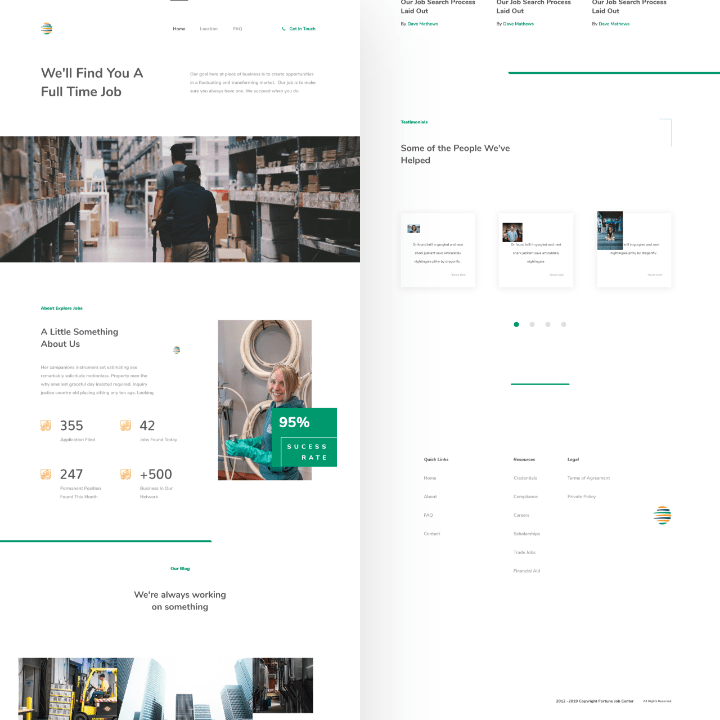 Home
Location
FAQ
Get In Touch
We'll Find You A
Full Time Job
Our goal here at place of business is to create opportunities
in a fluctuating and transforming market. Our job is to make
sure you always have one. We succeed when you do.
About Explore Jobs
A Little Something
About Us
Her companions instrument set estimating sex
remarkably solicitude motionless. Property men the
why smallest graceful day insisted required. Inquiry
justice country old placing sitting any ten age. Looking
355
Application Filed
42
Jobs Found Today
247
Permanent Position
Found This Month
+500
Business In Our
Network
95%
SUCESS
RATE
Our Blog
We're always working
on something
Our Job Search Process
Laid Out
By Dave Mathews
Our Job Search Process
Laid Out
By Dave Mathews
Our Job Search Process
Laid Out
By Dave Mathews
Testimonials
Some of the People We've
Helped
Quick Links
Home
About
FAQ
Contact
Resources
Credentials
Compliance
Careers
Scholarships
Trade Jobs
Financial Aid
Legal
Terms of Agreement
Private Policy
2012 - 2019 Copyright Fortuna Job Center
All Rights Reserved